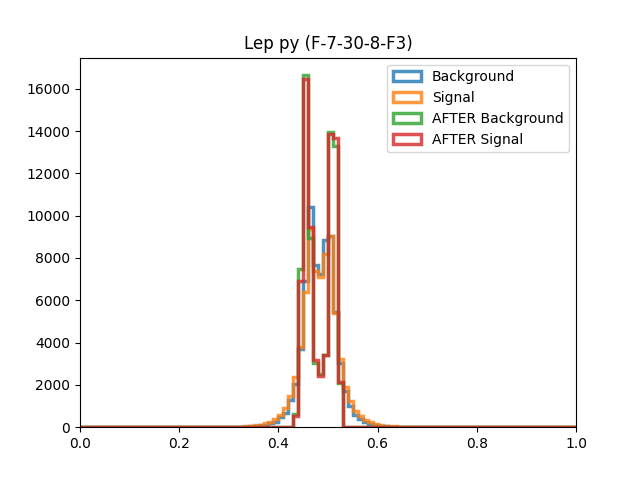 Lep py (F-7-30-8-F3)
Background
Signal
AFTER Background
AFTER Signal
16000
14000
12000
10000
8000
6000
4000
2000
0
0.0 0.2 0.4 0.6 0.8 1.0